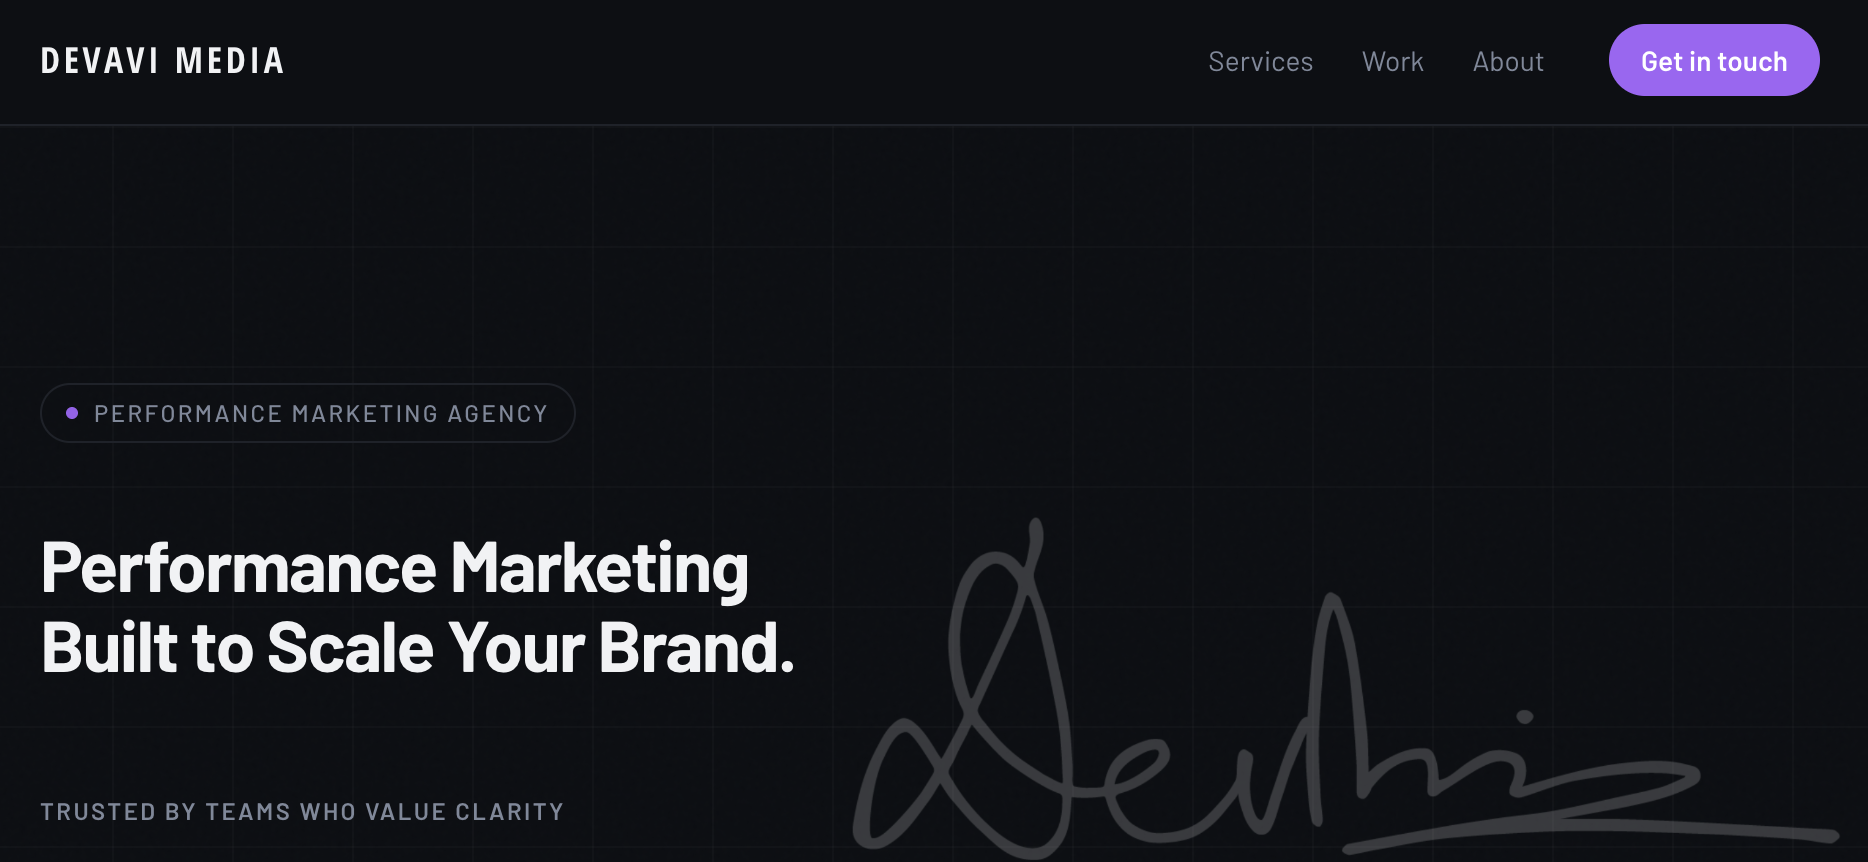 DEVAVI MEDIA
Services Work About Get in touch
PERFORMANCE MARKETING AGENCY
Performance Marketing
Built to Scale Your Brand.
TRUSTED BY TEAMS WHO VALUE CLARITY